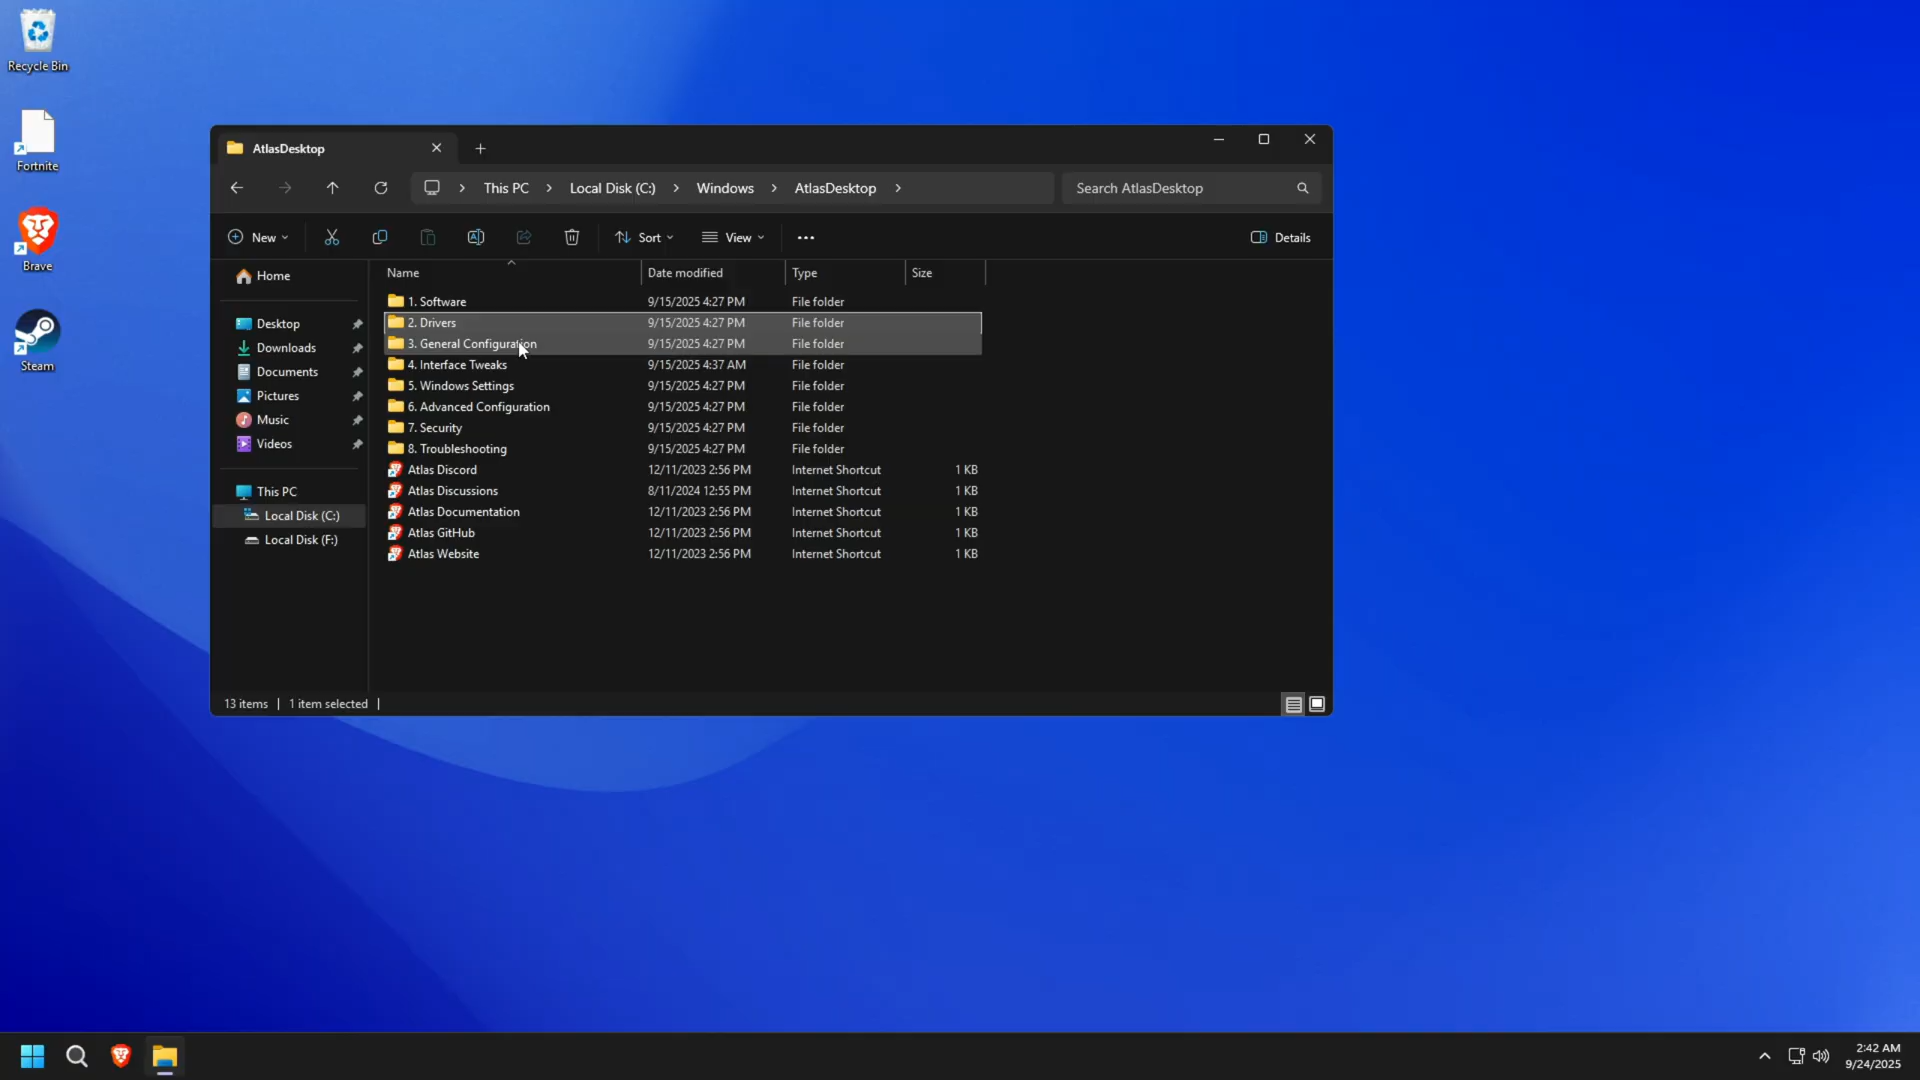 Recycle Bin
Fortnite
Brave
Steam
AtlasDesktop
This PC > Local Disk (C:) > Windows > AtlasDesktop >
Search AtlasDesktop
New
Sort
View
Details
Home
Desktop
Downloads
Documents
Pictures
Music
Videos
This PC
Local Disk (C:)
Local Disk (F:)
Name Date modified Type Size
1. Software 9/15/2025 4:27 PM File folder
2. Drivers 9/15/2025 4:27 PM File folder
3. General Configuration 9/15/2025 4:27 PM File folder
4. Interface Tweaks 9/15/2025 4:37 AM File folder
5. Windows Settings 9/15/2025 4:27 PM File folder
6. Advanced Configuration 9/15/2025 4:27 PM File folder
7. Security 9/15/2025 4:27 PM File folder
8. Troubleshooting 9/15/2025 4:27 PM File folder
Atlas Discord 12/11/2023 2:56 PM Internet Shortcut 1 KB
Atlas Discussions 8/11/2024 12:55 PM Internet Shortcut 1 KB
Atlas Documentation 12/11/2023 2:56 PM Internet Shortcut 1 KB
Atlas GitHub 12/11/2023 2:56 PM Internet Shortcut 1 KB
Atlas Website 12/11/2023 2:56 PM Internet Shortcut 1 KB
13 items | 1 item selected |
2:42 AM
9/24/2025